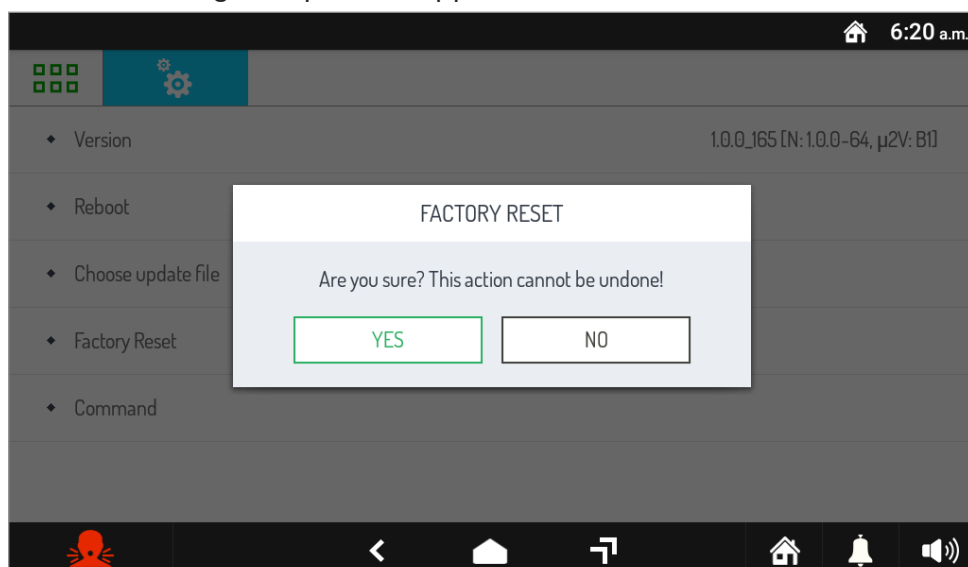 6:20 a.m.
Version 1.0.0_165 [N: 1.0.0-64, µ2V: B1]
Reboot
FACTORY RESET
Choose update file
Are you sure? This action cannot be undone!
YES NO
Factory Reset
Command